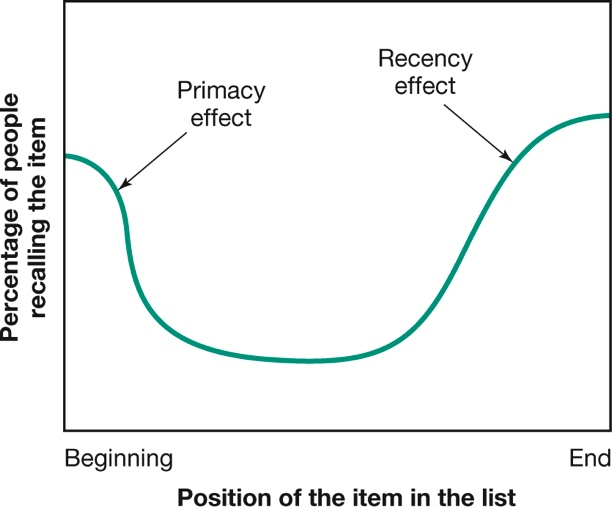 Primacy
effect
Recency
effect
Percentage of people
recalling the item
Beginning
End
Position of the item in the list